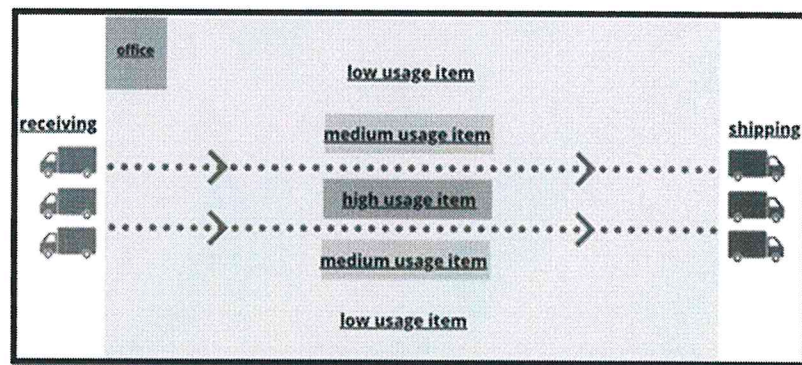 office
low usage item
receiving
medium usage item
shipping
high usage item
medium usage item
low usage item